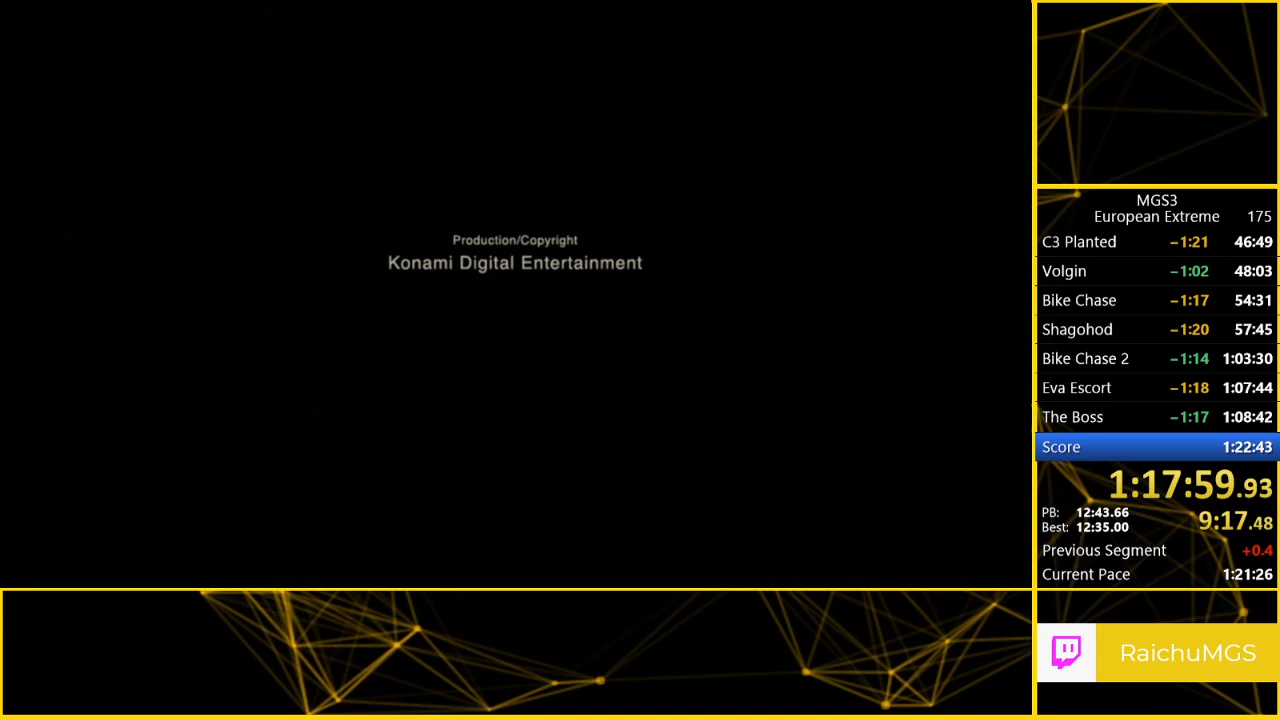 Production/Copyright
Konami Digital Entertainment
MGS3
European Extreme 175
C3 Planted −1:21 46:49
Volgin −1:02 48:03
Bike Chase −1:17 54:31
Shagohod −1:20 57:45
Bike Chase 2 −1:14 1:03:30
Eva Escort −1:18 1:07:44
The Boss −1:17 1:08:42
Score 1:22:43
1:17:59.93
PB: 12:43.66
Best: 12:35.00
9:17.48
Previous Segment +0.4
Current Pace 1:21:26
RaichuMGS